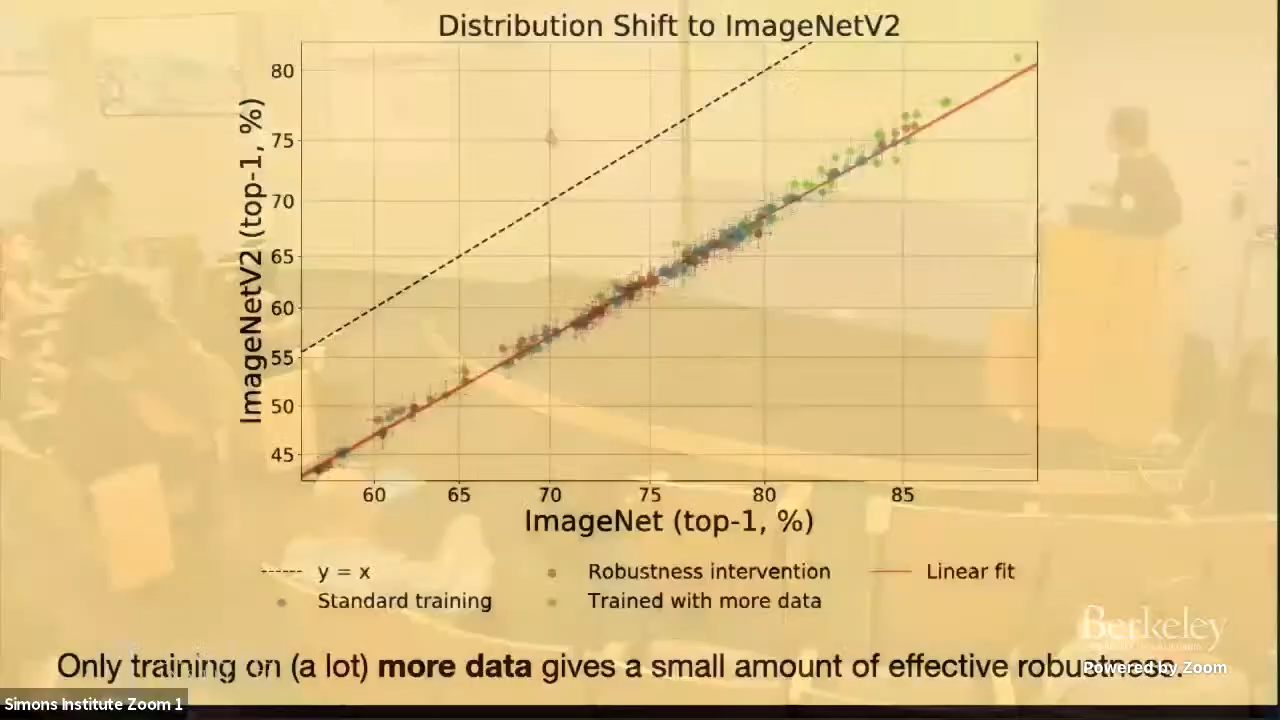 Distribution Shift to ImageNetV2
80
75
70
65
60
55
50
45
ImageNetV2 (top-1, %)
60 65 70 75 80 85
ImageNet (top-1, %)
y = x
Robustness intervention
Linear fit
Standard training
Trained with more data
Berkeley
Powered by Zoom
Only training on (a lot) more data gives a small amount of effective robustness.
Simons Institute Zoom 1